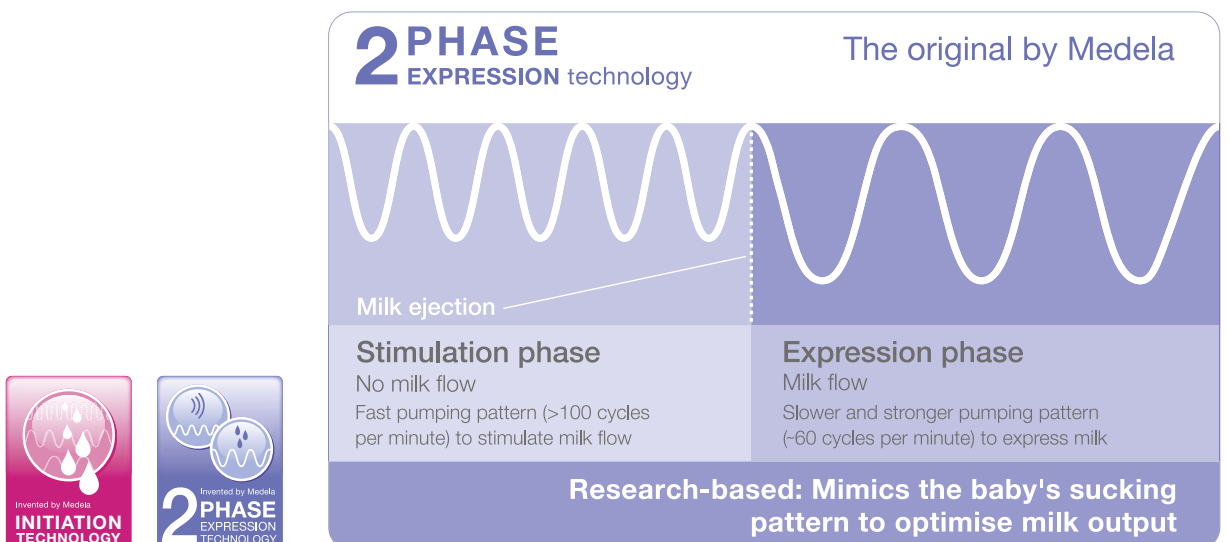 2 PHASE
EXPRESSION technology
The original by Medela
Milk ejection
Stimulation phase
No milk flow
Fast pumping pattern (>100 cycles
per minute) to stimulate milk flow
Expression phase
Milk flow
Slower and stronger pumping pattern
(~60 cycles per minute) to express milk
Research-based: Mimics the baby's sucking
pattern to optimise milk output
Invented by Medela
INITIATION
TECHNOLOGY
Invented by Medela
2 PHASE
EXPRESSION
TECHNOLOGY